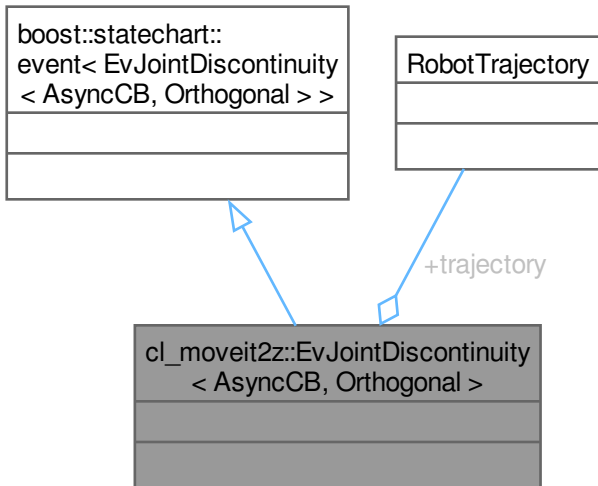 boost::statechart::
event< EvJointDiscontinuity
< AsyncCB, Orthogonal > >
RobotTrajectory
+trajectory
cl_moveit2z::EvJointDiscontinuity
< AsyncCB, Orthogonal >